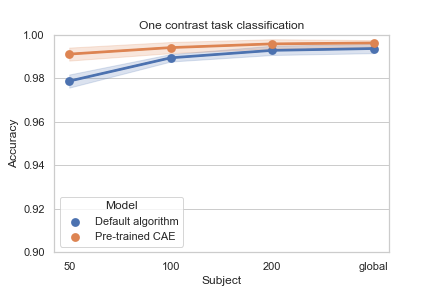 One contrast task classification
1.00
0.98
0.96
0.94
0.92
0.90
Accuracy
Model
Default algorithm
Pre-trained CAE
50
100
200
global
Subject